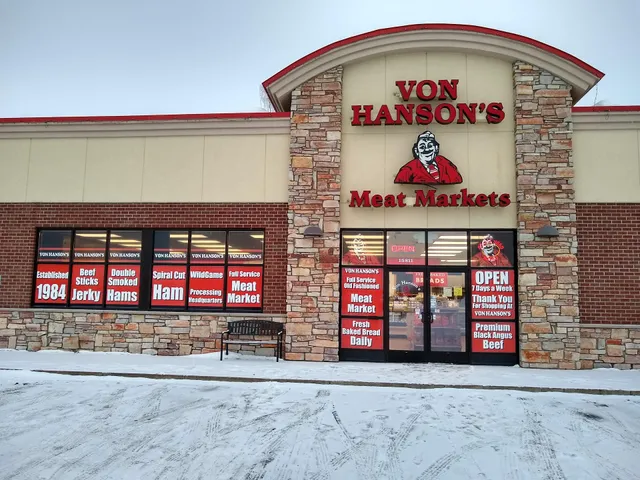 VON
HANSON'S
Meat Markets
VON HANSON'S
Established
1984
VON HANSON'S
Beef
Sticks
Jerky
VON HANSON'S
Double
Smoked
Hams
VON HANSON'S
Spiral Cut
Ham
VON HANSON'S
WildGame
Processing
Headquarters
VON HANSON'S
Full Service
Meat
Market
VON HANSON'S
Full Service
Old Fashioned
Meat
Market
Fresh
Baked Bread
Daily
OPEN
BREADS
OPEN
7 Days a Week
Thank You
For Shopping At
VON HANSON'S
Premium
Black Angus
Beef